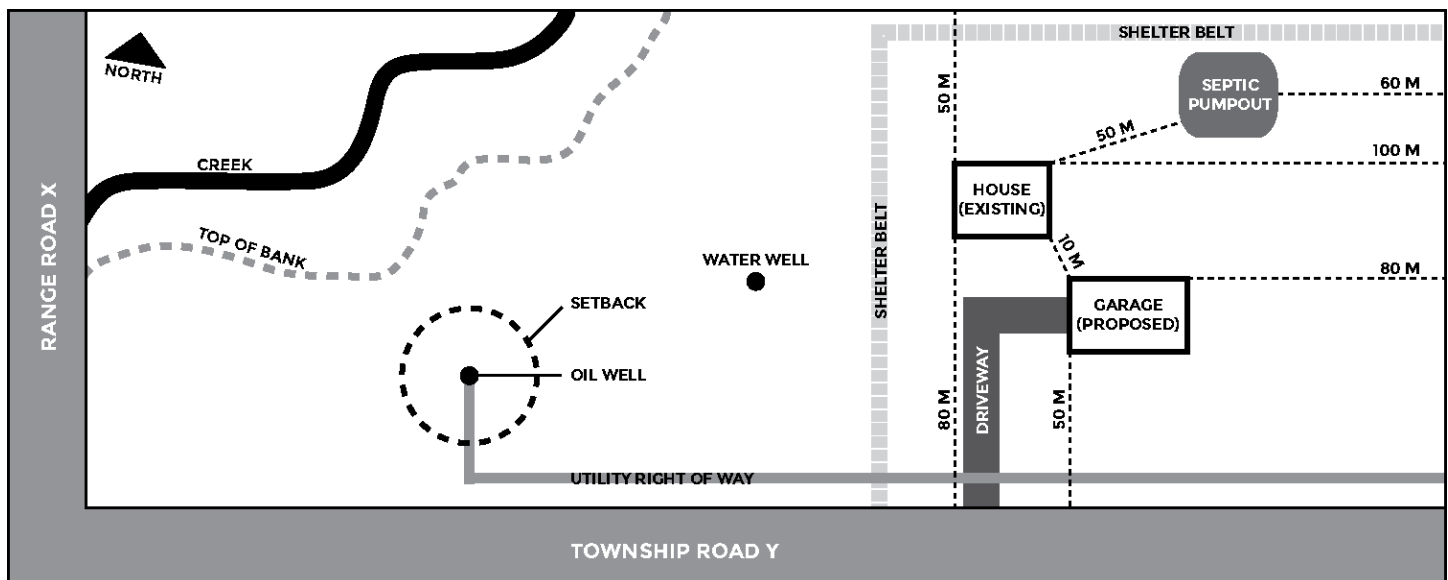 SHELTER BELT
NORTH
SEPTIC
PUMPOUT
60 M
50 M
50 M
100 M
CREEK
HOUSE
(EXISTING)
RANGE ROAD X
TOP OF BANK
SHELTER BELT
10 M
WATER WELL
80 M
SETBACK
GARAGE
(PROPOSED)
OIL WELL
80 M
DRIVEWAY
50 M
UTILITY RIGHT OF WAY
TOWNSHIP ROAD Y